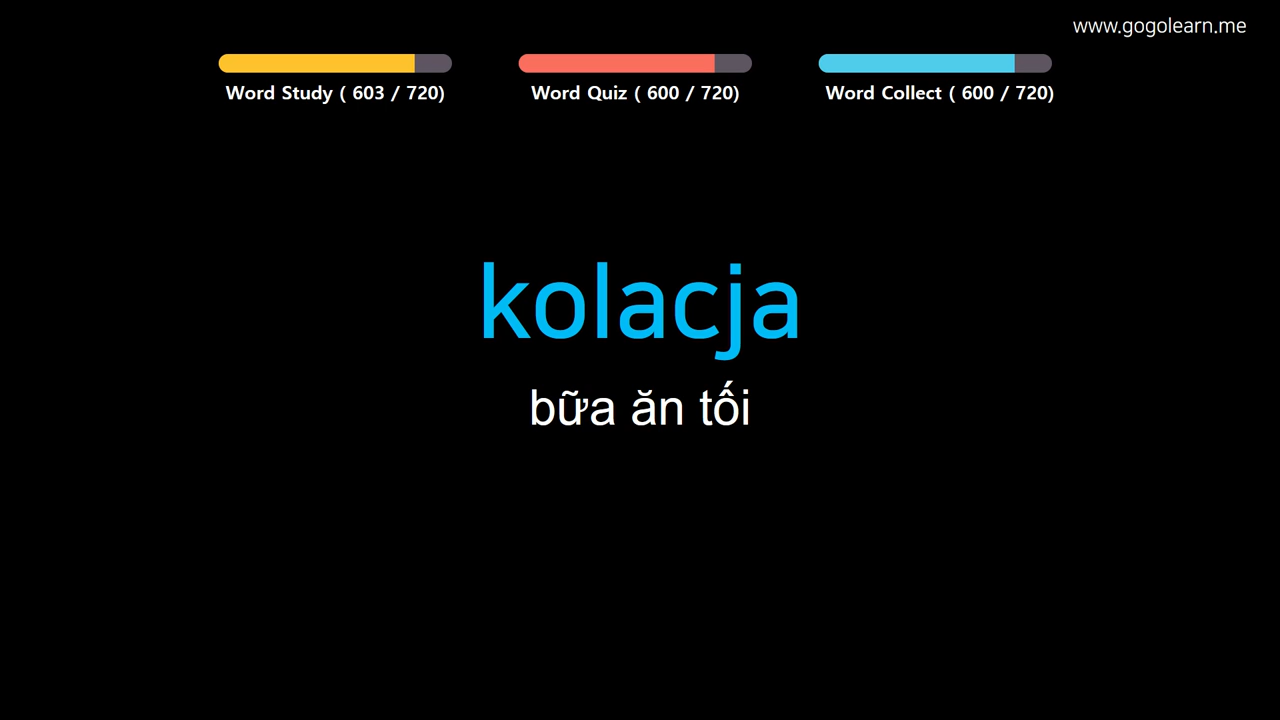 www.gogolearn.me
Word Study ( 603 / 720)
Word Quiz ( 600 / 720)
Word Collect ( 600 / 720)
kolacja
bữa ăn tối